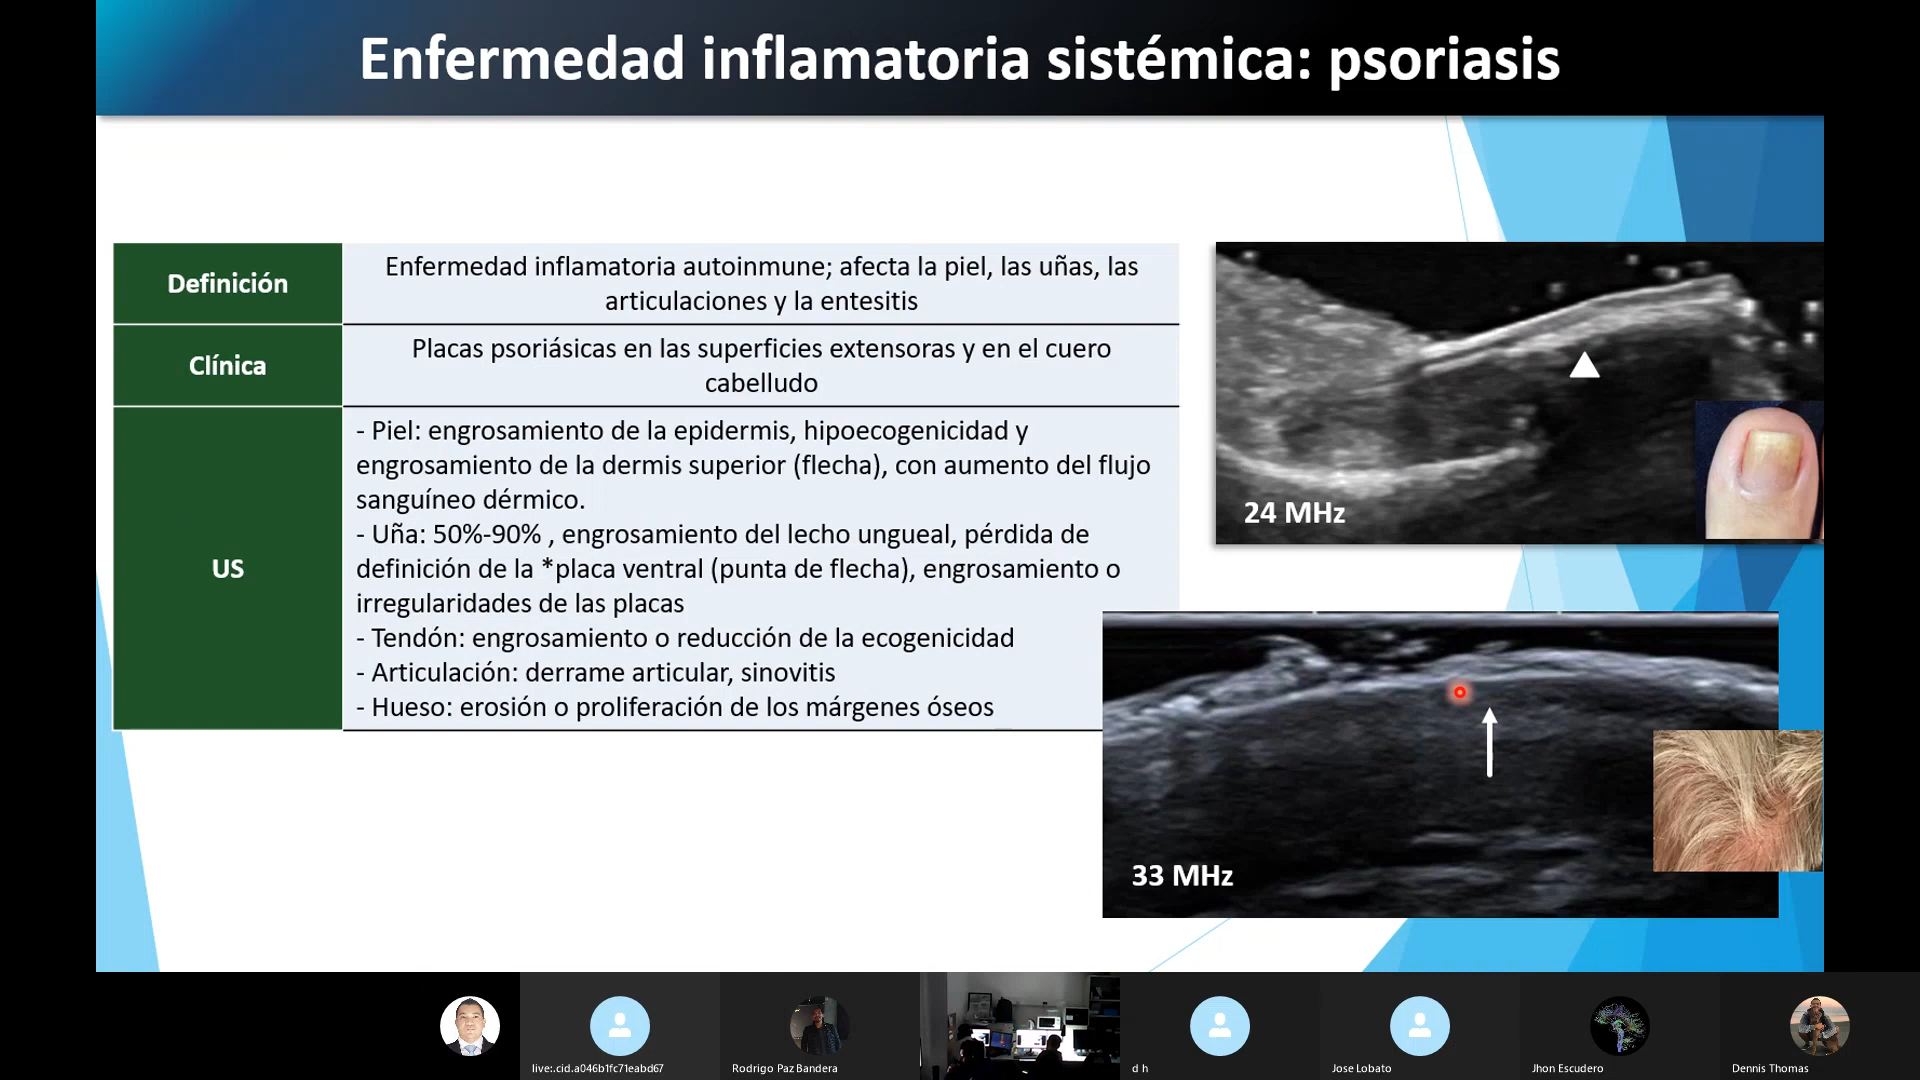 Enfermedad inflamatoria sistémica: psoriasis
Definición
Enfermedad inflamatoria autoinmune; afecta la piel, las uñas, las
articulaciones y la entesitis
Clínica
Placas psoriásicas en las superficies extensoras y en el cuero
cabelludo
US
- Piel: engrosamiento de la epidermis, hipoecogenicidad y
engrosamiento de la dermis superior (flecha), con aumento del flujo
sanguíneo dérmico.
- Uña: 50%-90% , engrosamiento del lecho ungueal, pérdida de
definición de la *placa ventral (punta de flecha), engrosamiento o
irregularidades de las placas
- Tendón: engrosamiento o reducción de la ecogenicidad
- Articulación: derrame articular, sinovitis
- Hueso: erosión o proliferación de los márgenes óseos
24 MHz
33 MHz
live:.cid.a046b1fc71eabd67
Rodrigo Paz Bandera
d h
Jose Lobato
Jhon Escudero
Dennis Thomas